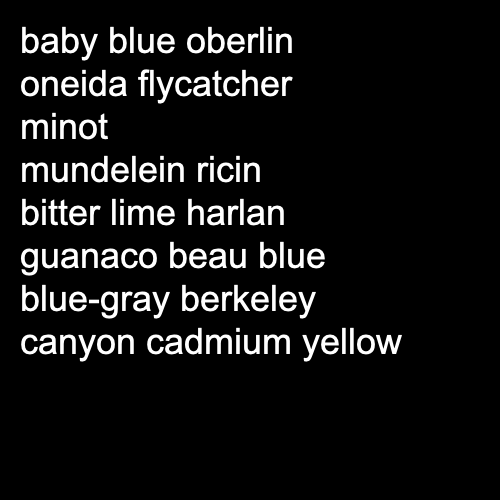 baby blue oberlin
oneida flycatcher
minot
mundelein ricin
bitter lime harlan
guanaco beau blue
blue-gray berkeley
canyon cadmium yellow